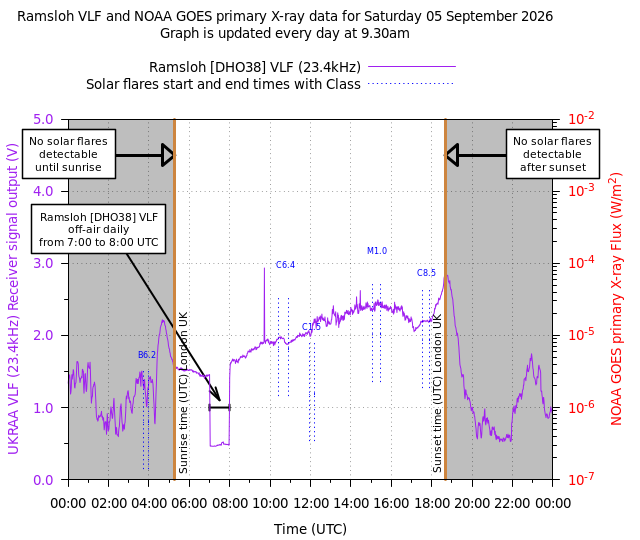 Ramsloh VLF and NOAA GOES primary X-ray data for Saturday 05 September 2026
Graph is updated every day at 9.30am
Ramsloh [DHO38] VLF (23.4kHz)
Solar flares start and end times with Class
5.0
4.0
3.0
2.0
1.0
0.0
UKRAA VLF (23.4kHz) Receiver signal output (V)
10-2
10-3
10-4
10-5
10-6
10-7
NOAA GOES primary X-ray Flux (W/m2)
No solar flares
detectable
until sunrise
No solar flares
detectable
after sunset
Ramsloh [DHO38] VLF
off-air daily
from 7:00 to 8:00 UTC
B6.2
C6.4
C1.5
M1.0
C8.5
Sunrise time (UTC) London UK
Sunset time (UTC) London UK
00:00 02:00 04:00 06:00 08:00 10:00 12:00 14:00 16:00 18:00 20:00 22:00 00:00
Time (UTC)